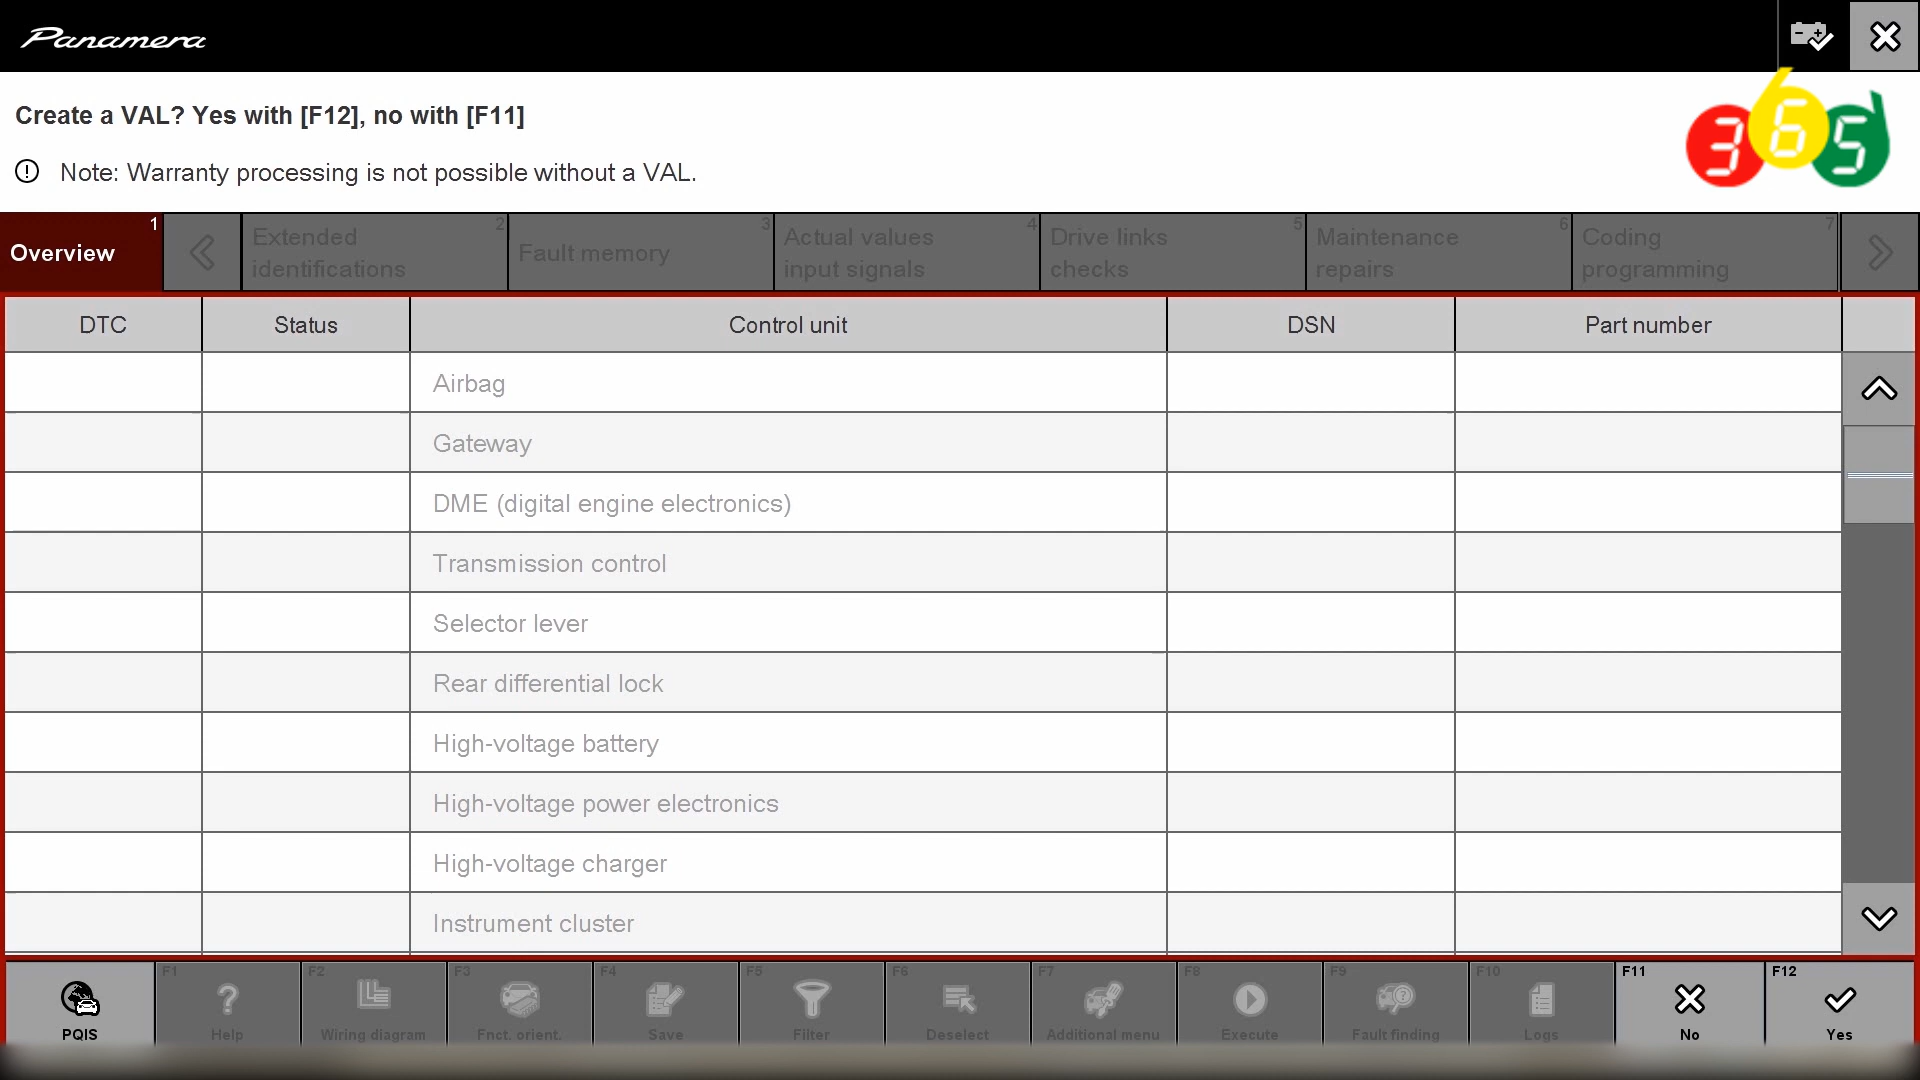 Panamera
Create a VAL? Yes with [F12], no with [F11]
Note: Warranty processing is not possible without a VAL.
365
Overview 1
Extended identifications 2
Fault memory 3
Actual values input signals 4
Drive links checks 5
Maintenance repairs 6
Coding programming 7
DTC Status Control unit DSN Part number
Airbag
Gateway
DME (digital engine electronics)
Transmission control
Selector lever
Rear differential lock
High-voltage battery
High-voltage power electronics
High-voltage charger
Instrument cluster
PQIS
F1 Help
F2 Wiring diagram
F3 Fnct. orient.
F4 Save
F5 Filter
F6 Deselect
F7 Additional menu
F8 Execute
F9 Fault finding
F10 Logs
F11 No
F12 Yes